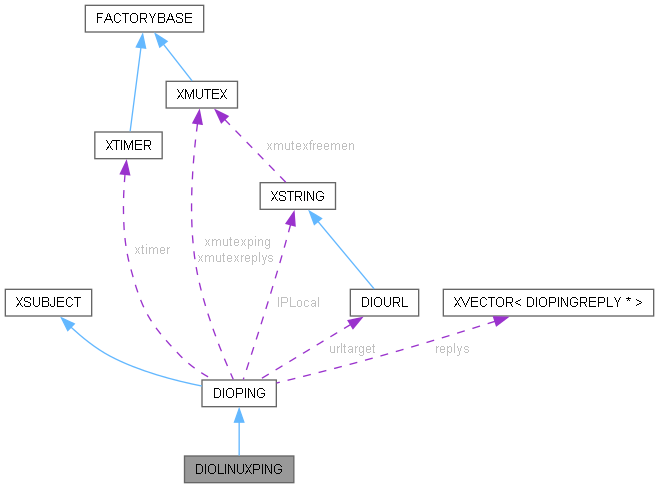 FACTORYBASE
XMUTEX
XTIMER
xmutexfreemen
XSTRING
xtimer
xmutexping
xmutexreplys
XSUBJECT
IPLocal
DIOURL
XVECTOR< DIOPINGREPLY * >
urltarget
replys
DIOPING
DIOLINUXPING